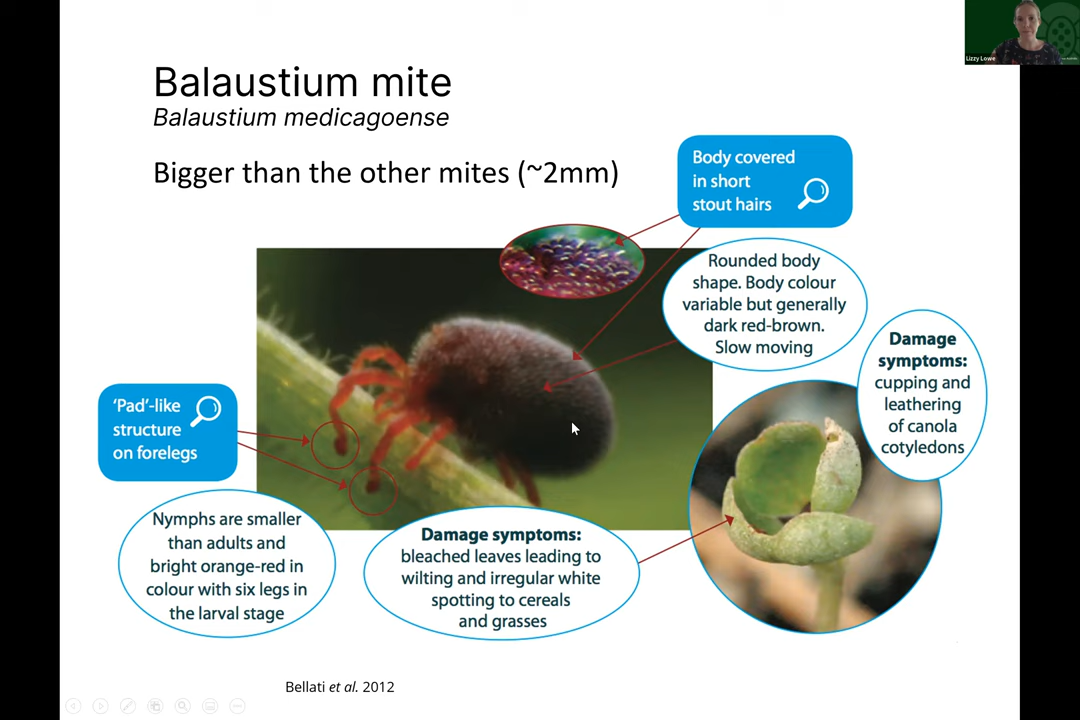 Lizzy Lowe
Balaustium mite
Balaustium medicagoense
Bigger than the other mites (~2mm)
Body covered
in short
stout hairs
Rounded body
shape. Body colour
variable but generally
dark red-brown.
Slow moving
Damage
symptoms:
cupping and
leathering
of canola
cotyledons
'Pad'-like
structure
on forelegs
Nymphs are smaller
than adults and
bright orange-red in
colour with six legs in
the larval stage
Damage symptoms:
bleached leaves leading to
wilting and irregular white
spotting to cereals
and grasses
Bellati et al. 2012